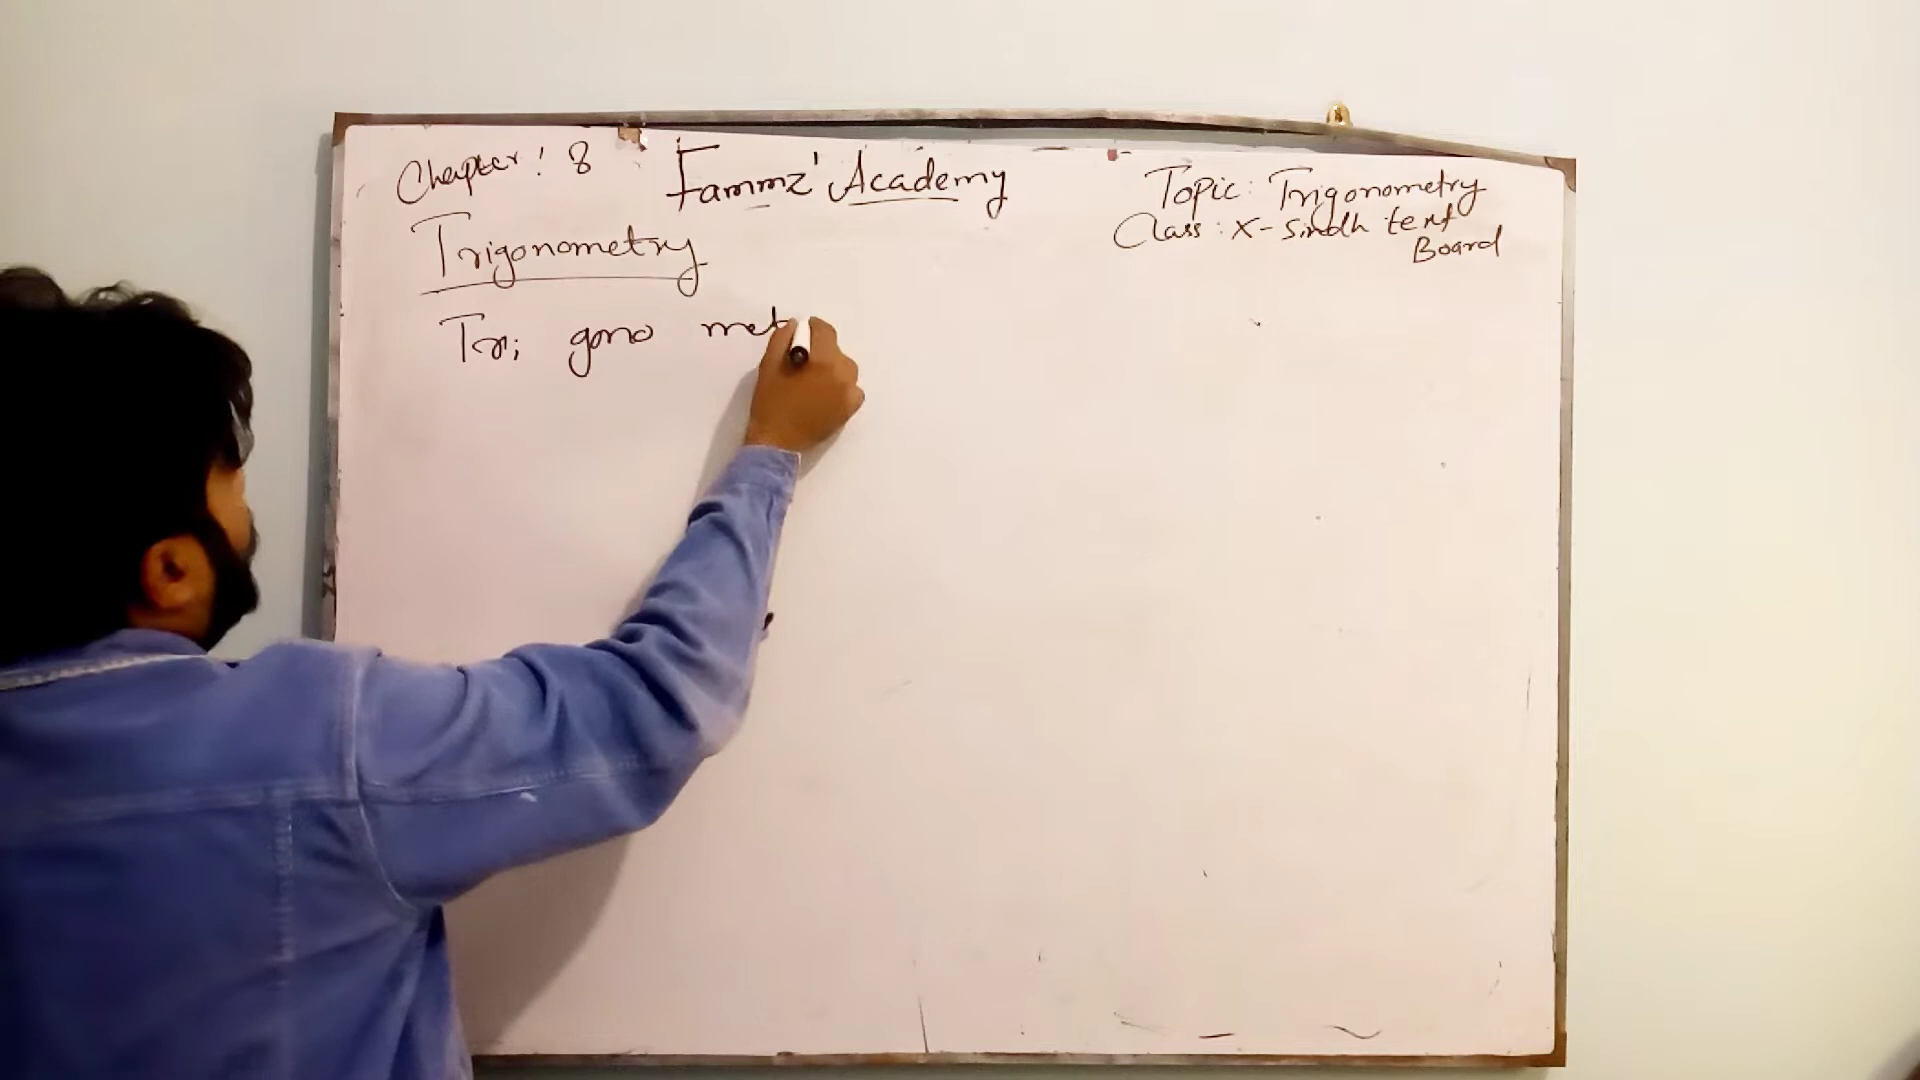 Chapter: 8
Fammz' Academy
Topic: Trigonometry
Class: X - Sindh text
Board
Trigonometry
Tri gono met